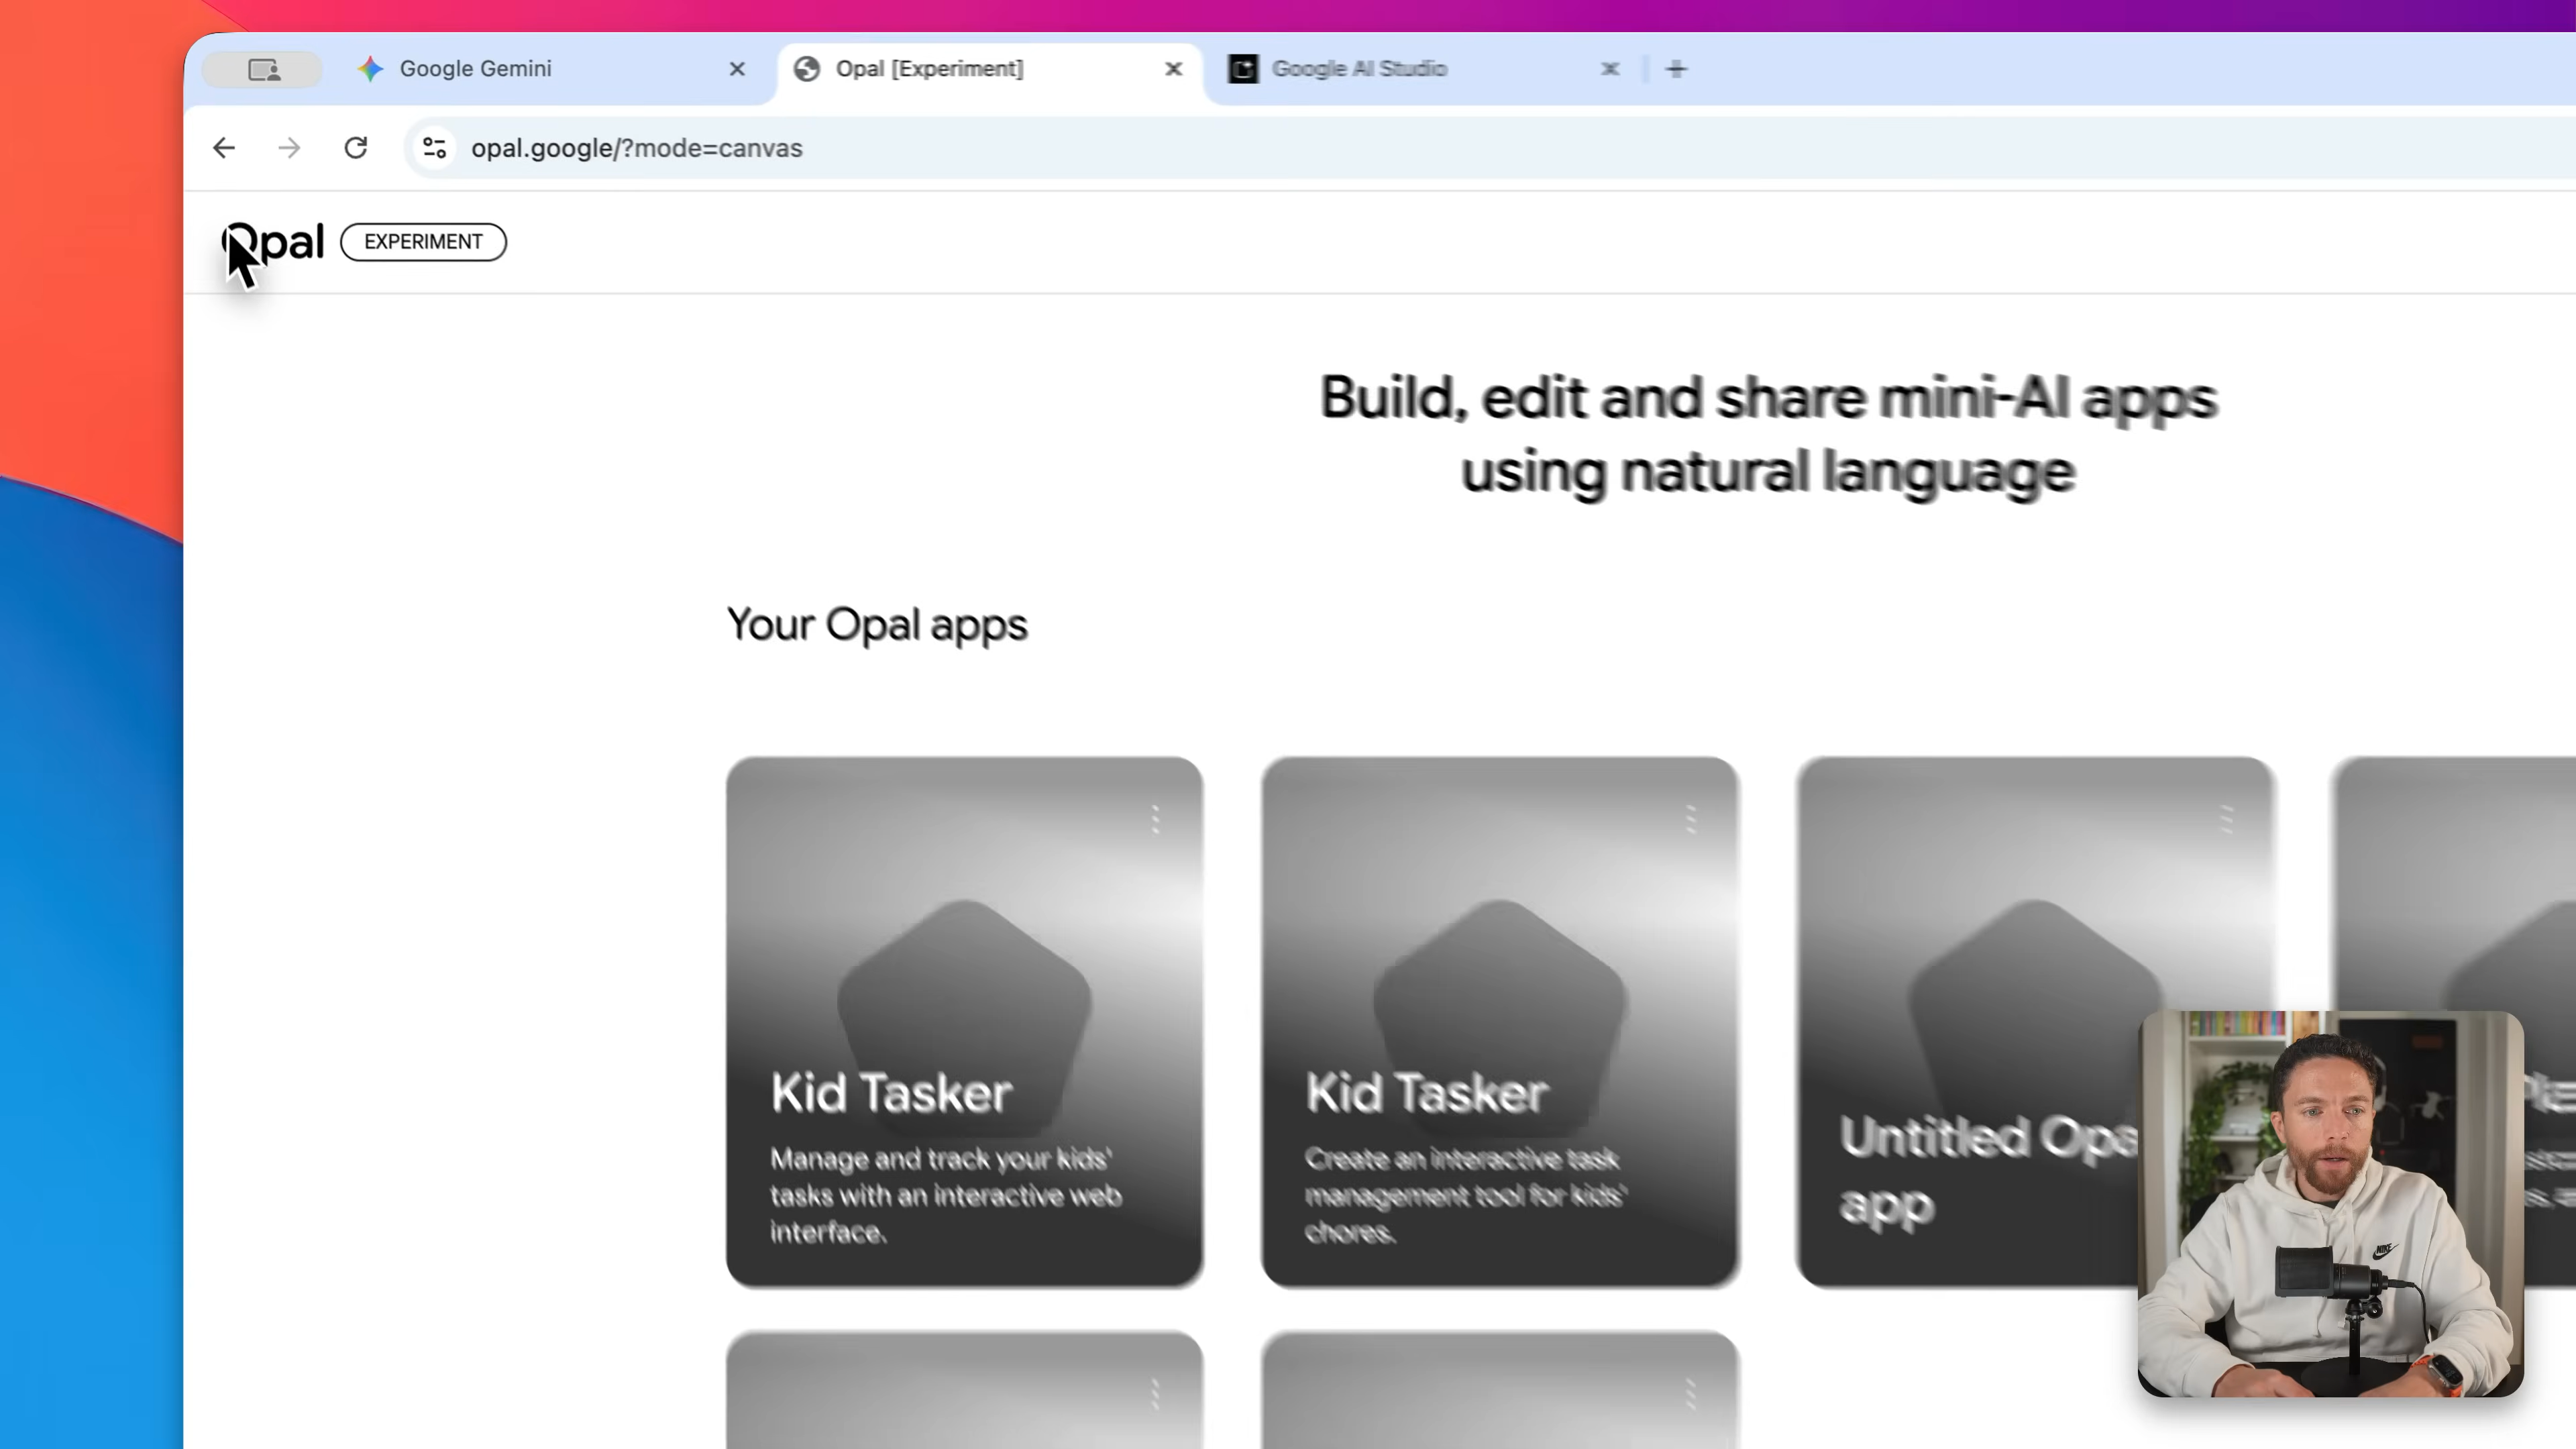 Google Gemini
Opal [Experiment]
Google AI Studio
opal.google/?mode=canvas
Opal
EXPERIMENT
Build, edit and share mini-AI apps
using natural language
Your Opal apps
Kid Tasker
Manage and track your kids'
tasks with an interactive web
interface.
Kid Tasker
Create an interactive task
management tool for kids'
chores.
Untitled Opa
app
NIKE